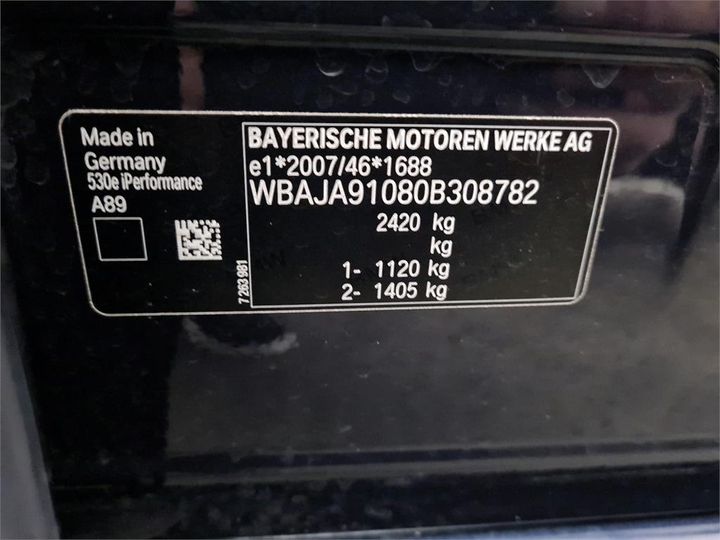 Made in
Germany
530e iPerformance
A89
7 263 981
BAYERISCHE MOTOREN WERKE AG
e1*2007/46*1688
WBAJA91080B308782
2420 kg
kg
1- 1120 kg
2- 1405 kg